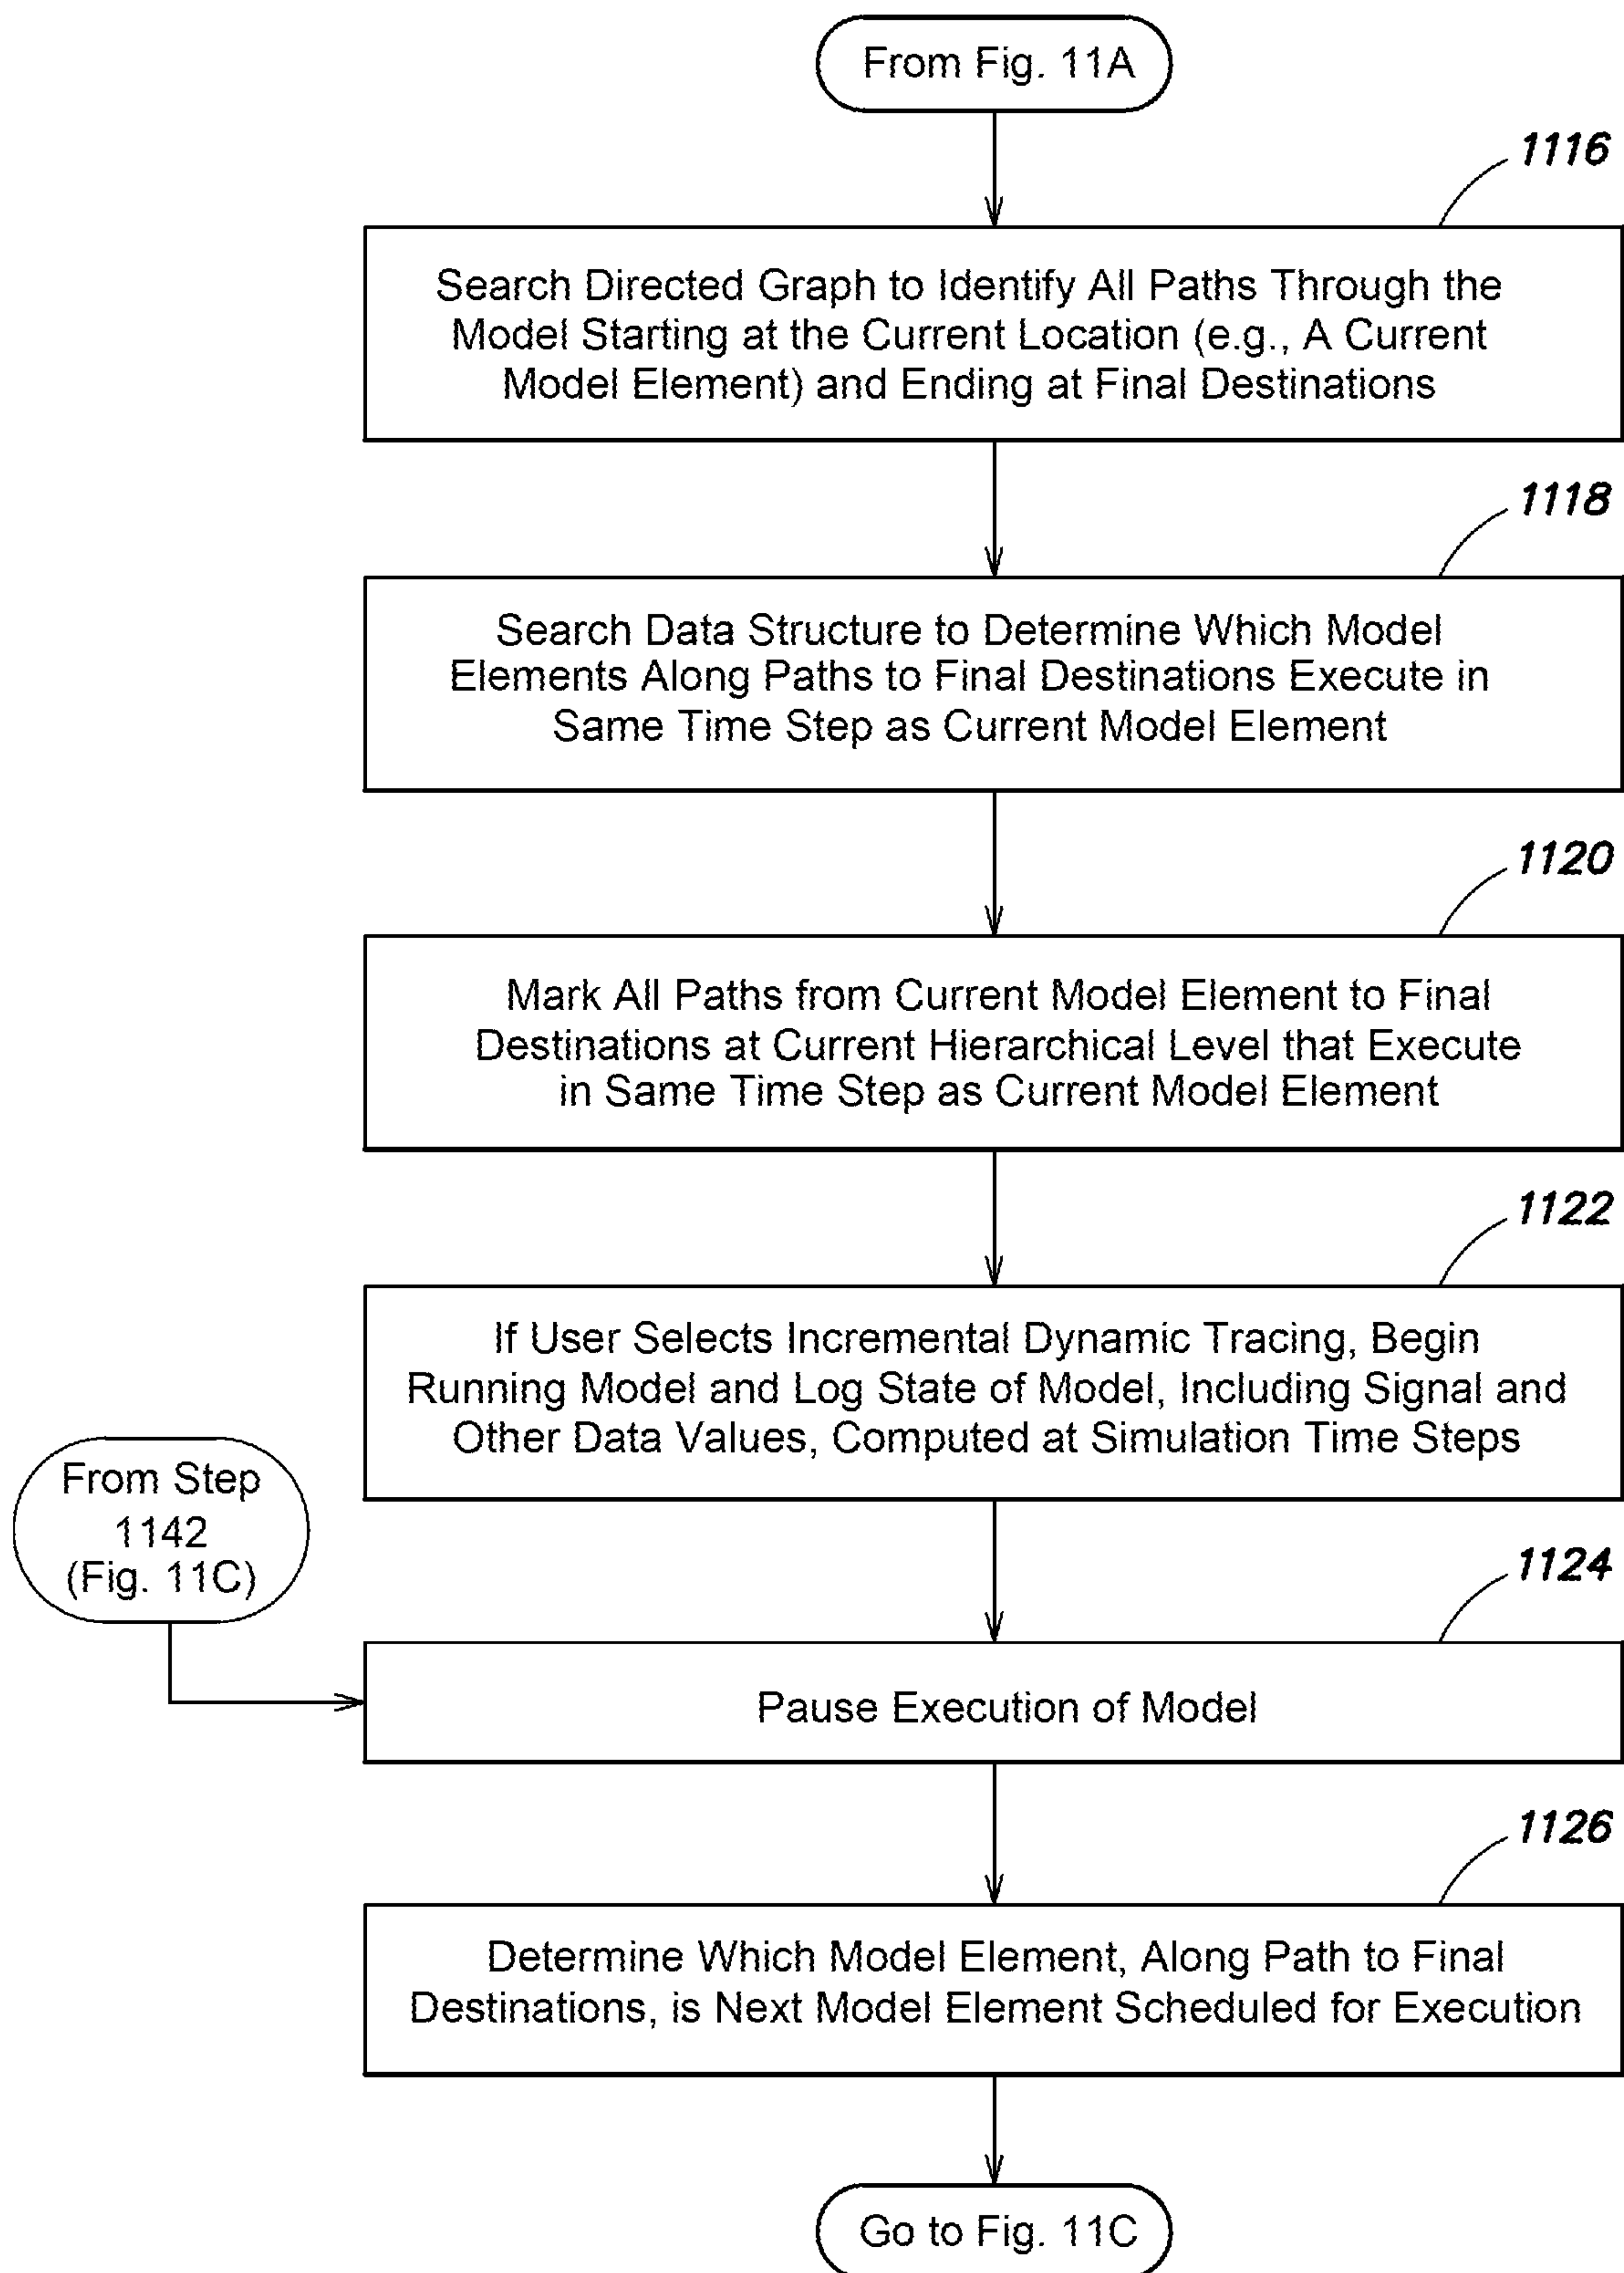 From Fig. 11A
1116
Search Directed Graph to Identify All Paths Through the
Model Starting at the Current Location (e.g., A Current
Model Element) and Ending at Final Destinations
1118
Search Data Structure to Determine Which Model
Elements Along Paths to Final Destinations Execute in
Same Time Step as Current Model Element
1120
Mark All Paths from Current Model Element to Final
Destinations at Current Hierarchical Level that Execute
in Same Time Step as Current Model Element
1122
If User Selects Incremental Dynamic Tracing, Begin
Running Model and Log State of Model, Including Signal and
Other Data Values, Computed at Simulation Time Steps
From Step
1142
(Fig. 11C)
1124
Pause Execution of Model
1126
Determine Which Model Element, Along Path to Final
Destinations, is Next Model Element Scheduled for Execution
Go to Fig. 11C